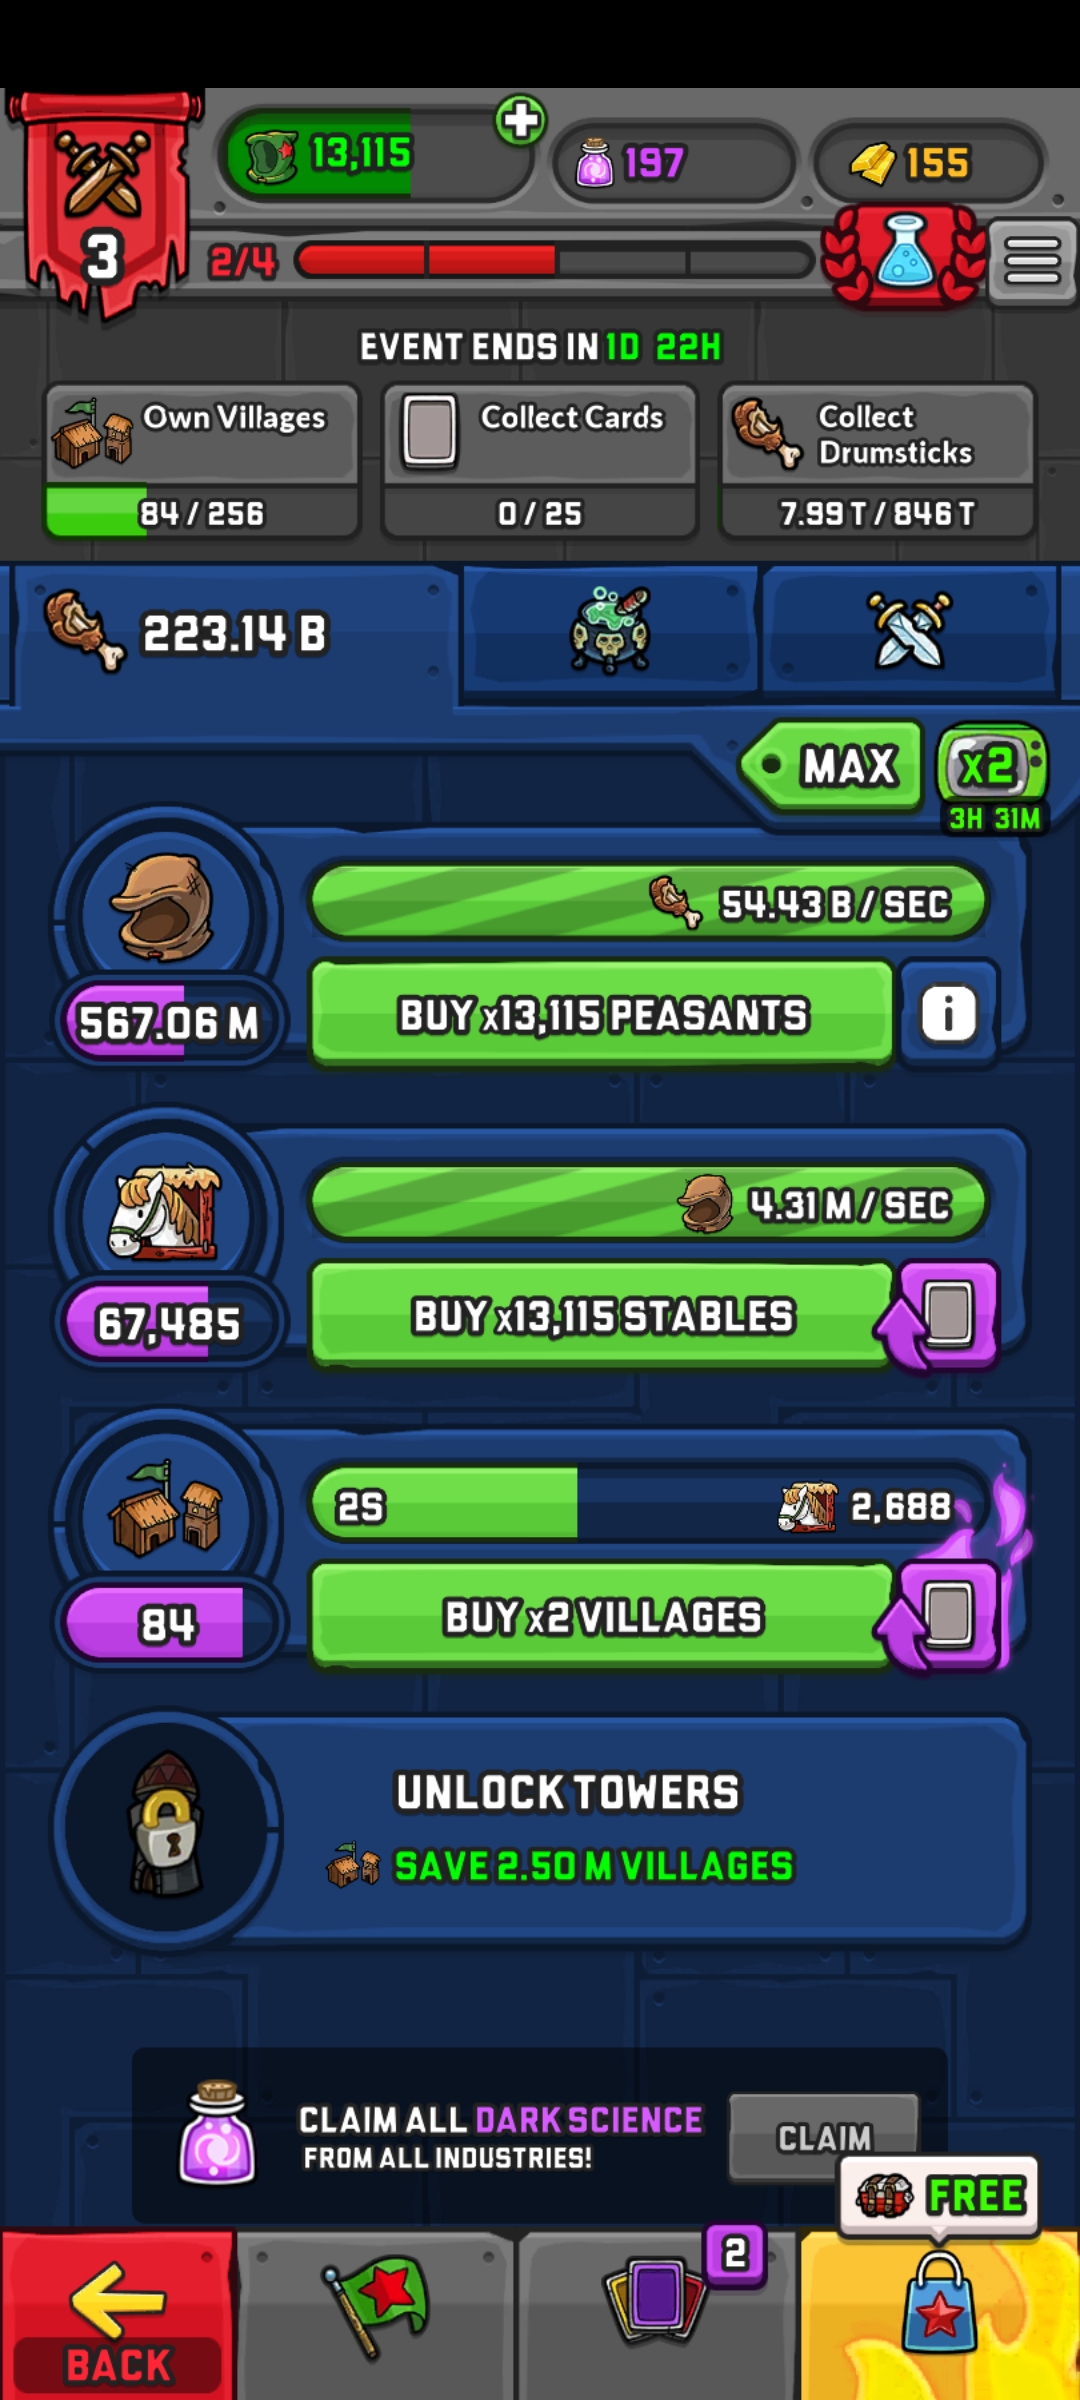 13,115
197
155
3
2/4
EVENT ENDS IN 1D 22H
Own Villages
84 / 256
Collect Cards
0 / 25
Collect
Drumsticks
7.99 T / 846 T
223.14 B
MAX
x2
3H 31M
54.43 B / SEC
567.06 M
BUY x13,115 PEASANTS
i
4.31 M / SEC
67,485
BUY x13,115 STABLES
2S
2,688
84
BUY x2 VILLAGES
UNLOCK TOWERS
SAVE 2.50 M VILLAGES
CLAIM ALL DARK SCIENCE
FROM ALL INDUSTRIES!
CLAIM
FREE
2
BACK